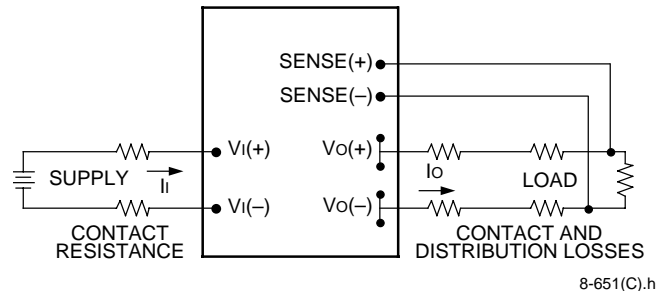 SENSE(+)
SENSE(–)
VI(+)
VO(+)
IO
SUPPLY
II
LOAD
VI(–)
VO(–)
CONTACT
RESISTANCE
CONTACT AND
DISTRIBUTION LOSSES
8-651(C).h